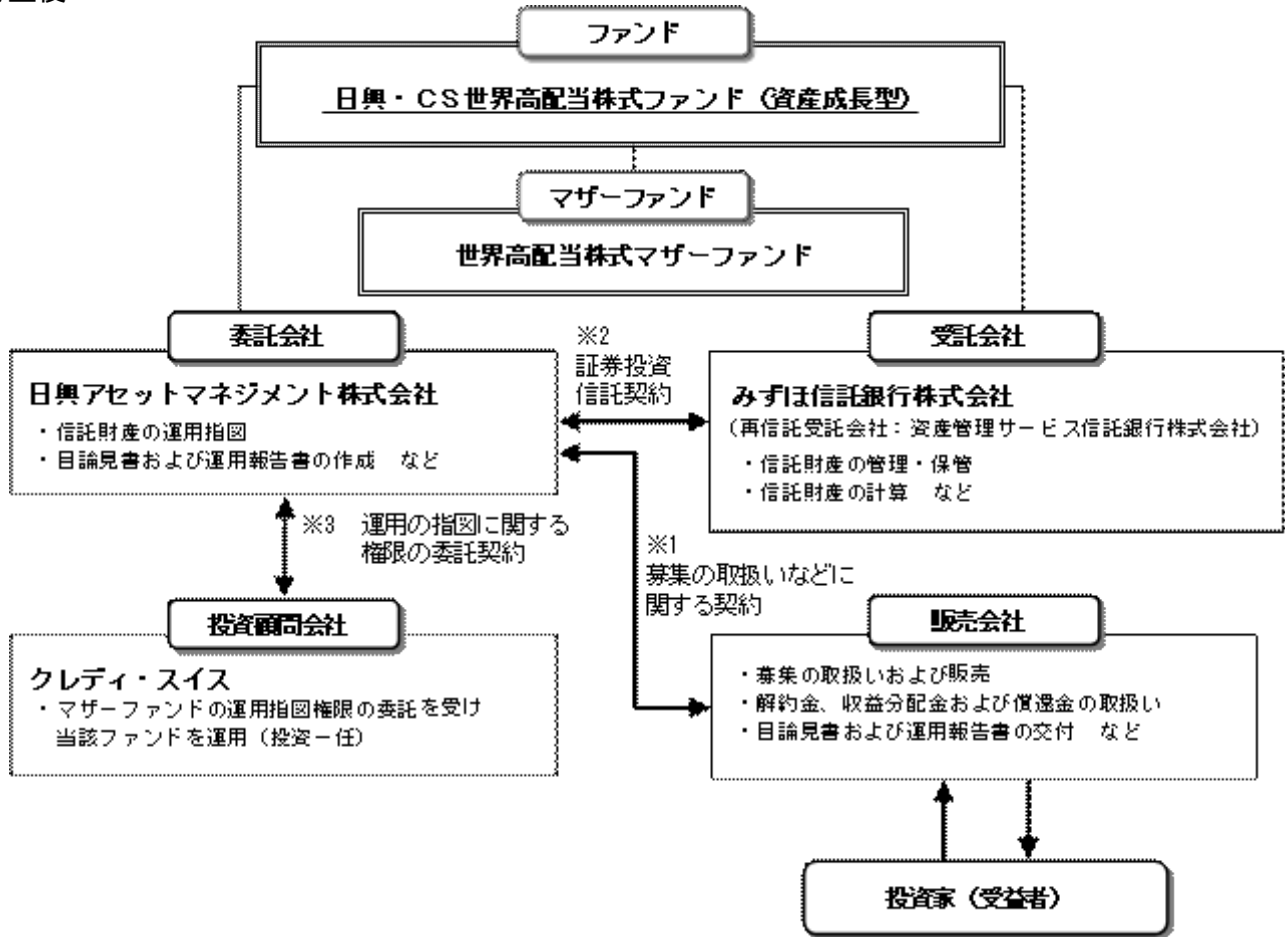 ファンド
日興・CS世界高配当株式ファンド(資産成長型)
マザーファンド
世界高配当株式マザーファンド
委託会社
日興アセットマネジメント株式会社
・信託財産の運用指図
・目論見書および運用報告書の作成 など
※2
証券投資
信託契約
受託会社
みずほ信託銀行株式会社
(再信託受託会社:資産管理サービス信託銀行株式会社)
・信託財産の管理・保管
・信託財産の計算 など
※3 運用の指図に関する
権限の委託契約
※1
募集の取扱いなどに
関する契約
投資顧問会社
クレディ・スイス
・マザーファンドの運用指図権限の委託を受け
当該ファンドを運用(投資一任)
販売会社
・募集の取扱いおよび販売
・解約金、収益分配金および償還金の取扱い
・目論見書および運用報告書の交付 など
投資家(受益者)